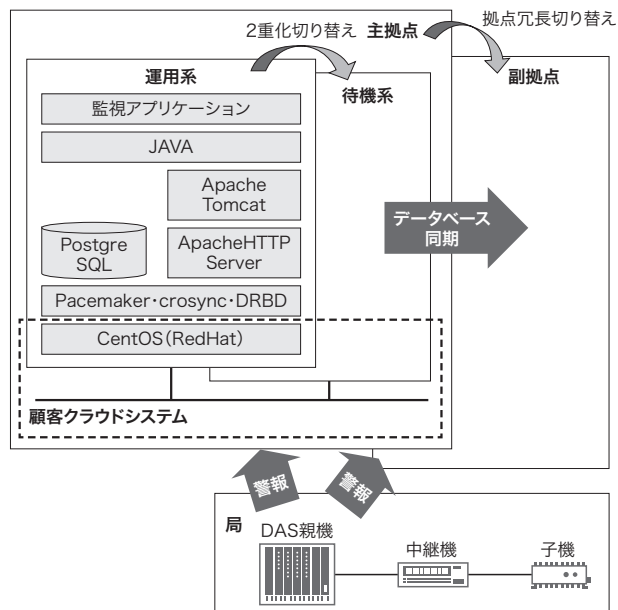 2重化切り替え
主拠点
拠点冗長切り替え
運用系
待機系
副拠点
監視アプリケーション
JAVA
Apache
Tomcat
Postgre
SQL
ApacheHTTP
Server
データベース
同期
Pacemaker・crosync・DRBD
CentOS(RedHat)
顧客クラウドシステム
警報
警報
局
DAS親機
中継機
子機